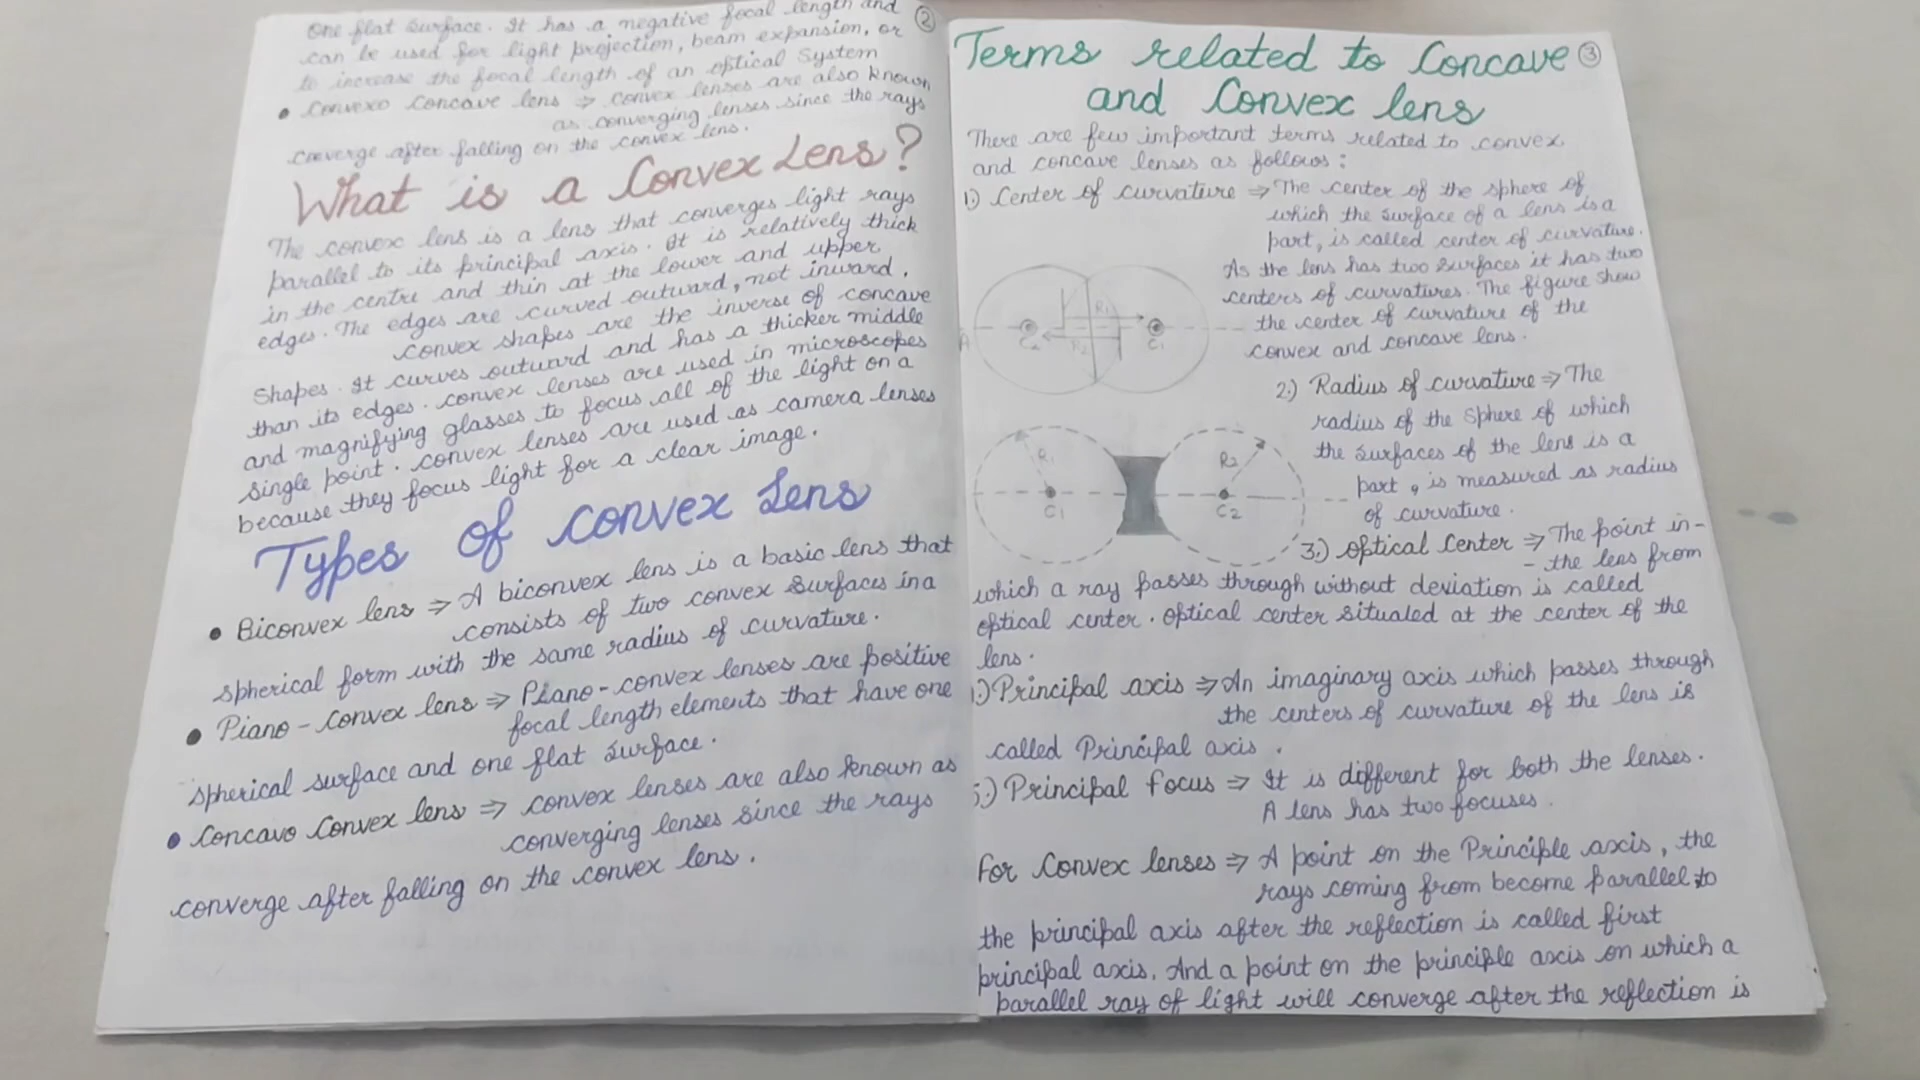 one flat surface. It has a negative focal length and
②
can be used for light projection, beam expansion, or
to increase the focal length of an optical System
• Convexo Concave lens ⇒ convex lenses are also known
as converging lenses since the rays
converge after falling on the convex lens.
What is a Convex Lens?
The convex lens is a lens that converges light rays
parallel to its principal axis. It is relatively thick
in the centre and thin at the lower and upper
edges. The edges are curved outward, not inward.
convex shapes are the inverse of concave
shapes. It curves outward and has a thicker middle
than its edges. convex lenses are used in microscopes
and magnifying glasses to focus all of the light on a
single point. convex lenses are used as camera lenses
because they focus light for a clear image.
Types of convex Lens
• Biconvex lens ⇒ A biconvex lens is a basic lens that
consists of two convex surfaces in a
spherical form with the same radius of curvature.
• Piano-convex lens ⇒ Piano-convex lenses are positive
focal length elements that have one
spherical surface and one flat surface.
• Concavo Convex lens ⇒ convex lenses are also known as
converging lenses since the rays
converge after falling on the convex lens.
Terms related to Concave ③
and Convex lens
There are few important terms related to convex
and concave lenses as follows:
1.) Center of curvature ⇒ The center of the sphere of
which the surface of a lens is a
part, is called center of curvature.
As the lens has two surfaces it has two
centers of curvatures. The figure show
the center of curvature of the
convex and concave lens.
R1
A C2 C1
R2
2.) Radius of curvature ⇒ The
radius of the sphere of which
the surfaces of the lens is a
part, is measured as radius
of curvature.
R1 R2
C1 C2
3.) Optical Center ⇒ The point in-
- the lens from
which a ray passes through without deviation is called
optical center. optical center situaled at the center of the
lens.
.) Principal axis ⇒ An imaginary axis which passes through
the centers of curvature of the lens is
called Principal axis.
5.) Principal focus ⇒ It is different for both the lenses.
A lens has two focuses.
For Convex lenses ⇒ A point on the Principle axis, the
rays coming from become parallel to
the principal axis after the reflection is called first
principal axis. And a point on the principle axis on which a
parallel ray of light will converge after the reflection is